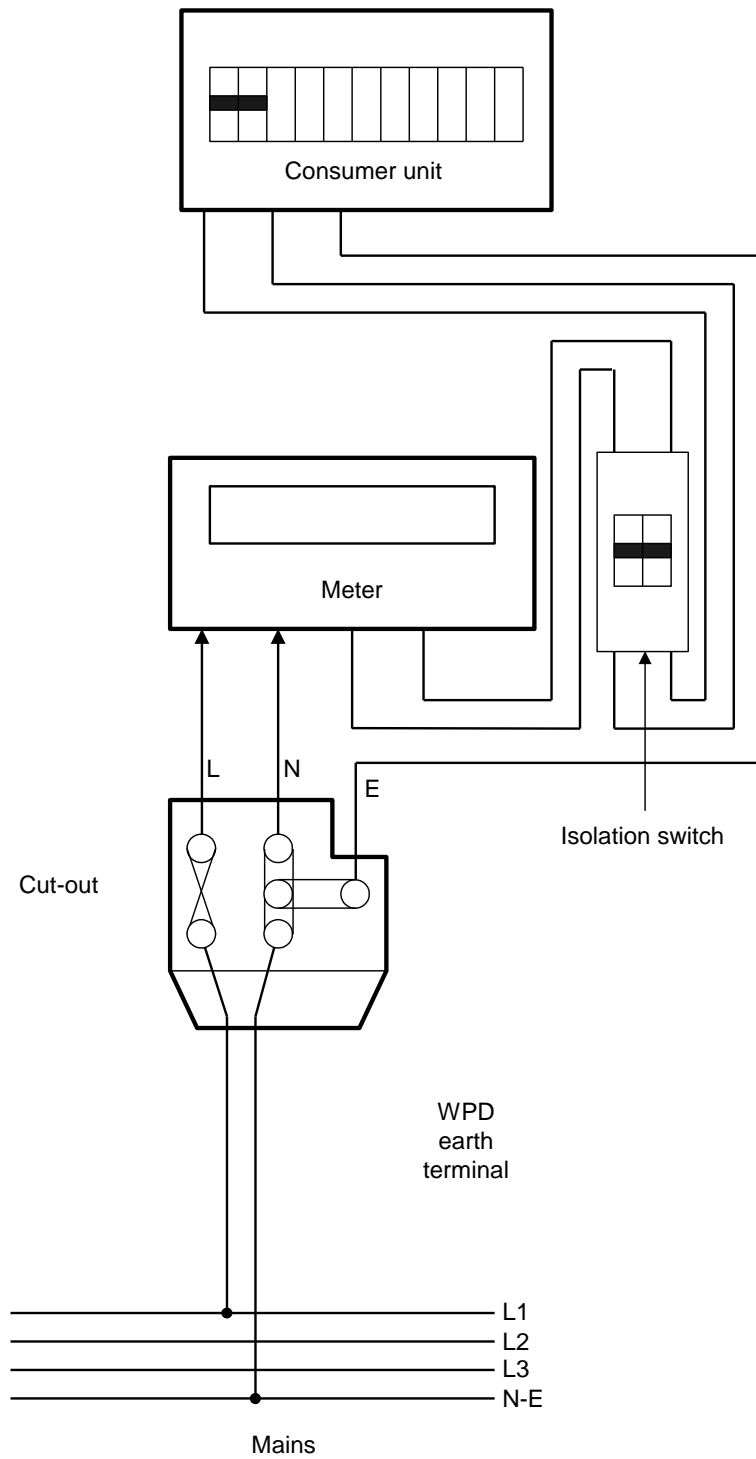 Consumer unit
Meter
L
N
E
Isolation switch
Cut-out
WPD
earth
terminal
L1
L2
L3
N-E
Mains